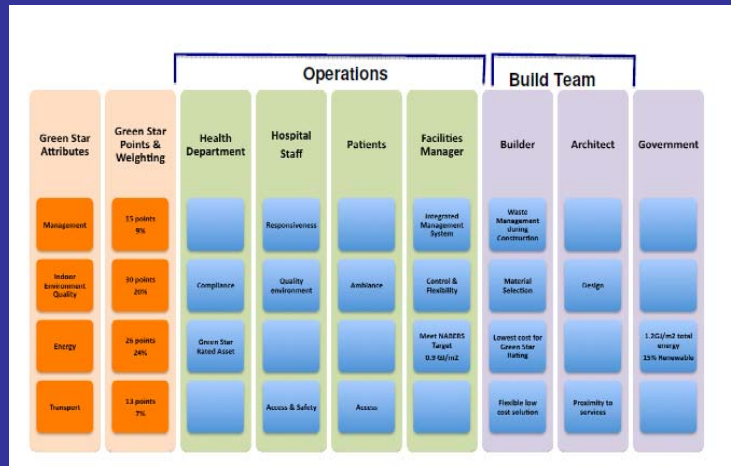 Operations
Build Team
Green Star
Attributes
Green Star
Points &
Weighting
Health
Department
Hospital
Staff
Patients
Facilities
Manager
Builder
Architect
Government
Management
15 points
9%
Responsiveness
Integrated
Management
System
Waste
Management
during
Construction
Indoor
Environment
Quality
30 points
20%
Compliance
Quality
environment
Ambiance
Control &
Flexibility
Material
Selection
Design
Energy
26 points
24%
Green Star
Rated Asset
Meet NABERS
Target
0.9 GJ/m2
Lowest cost for
Green Star
Rating
1.2GJ/m2 total
energy
15% Renewable
Transport
13 points
7%
Access & Safety
Access
Flexible low
cost solution
Proximity to
services